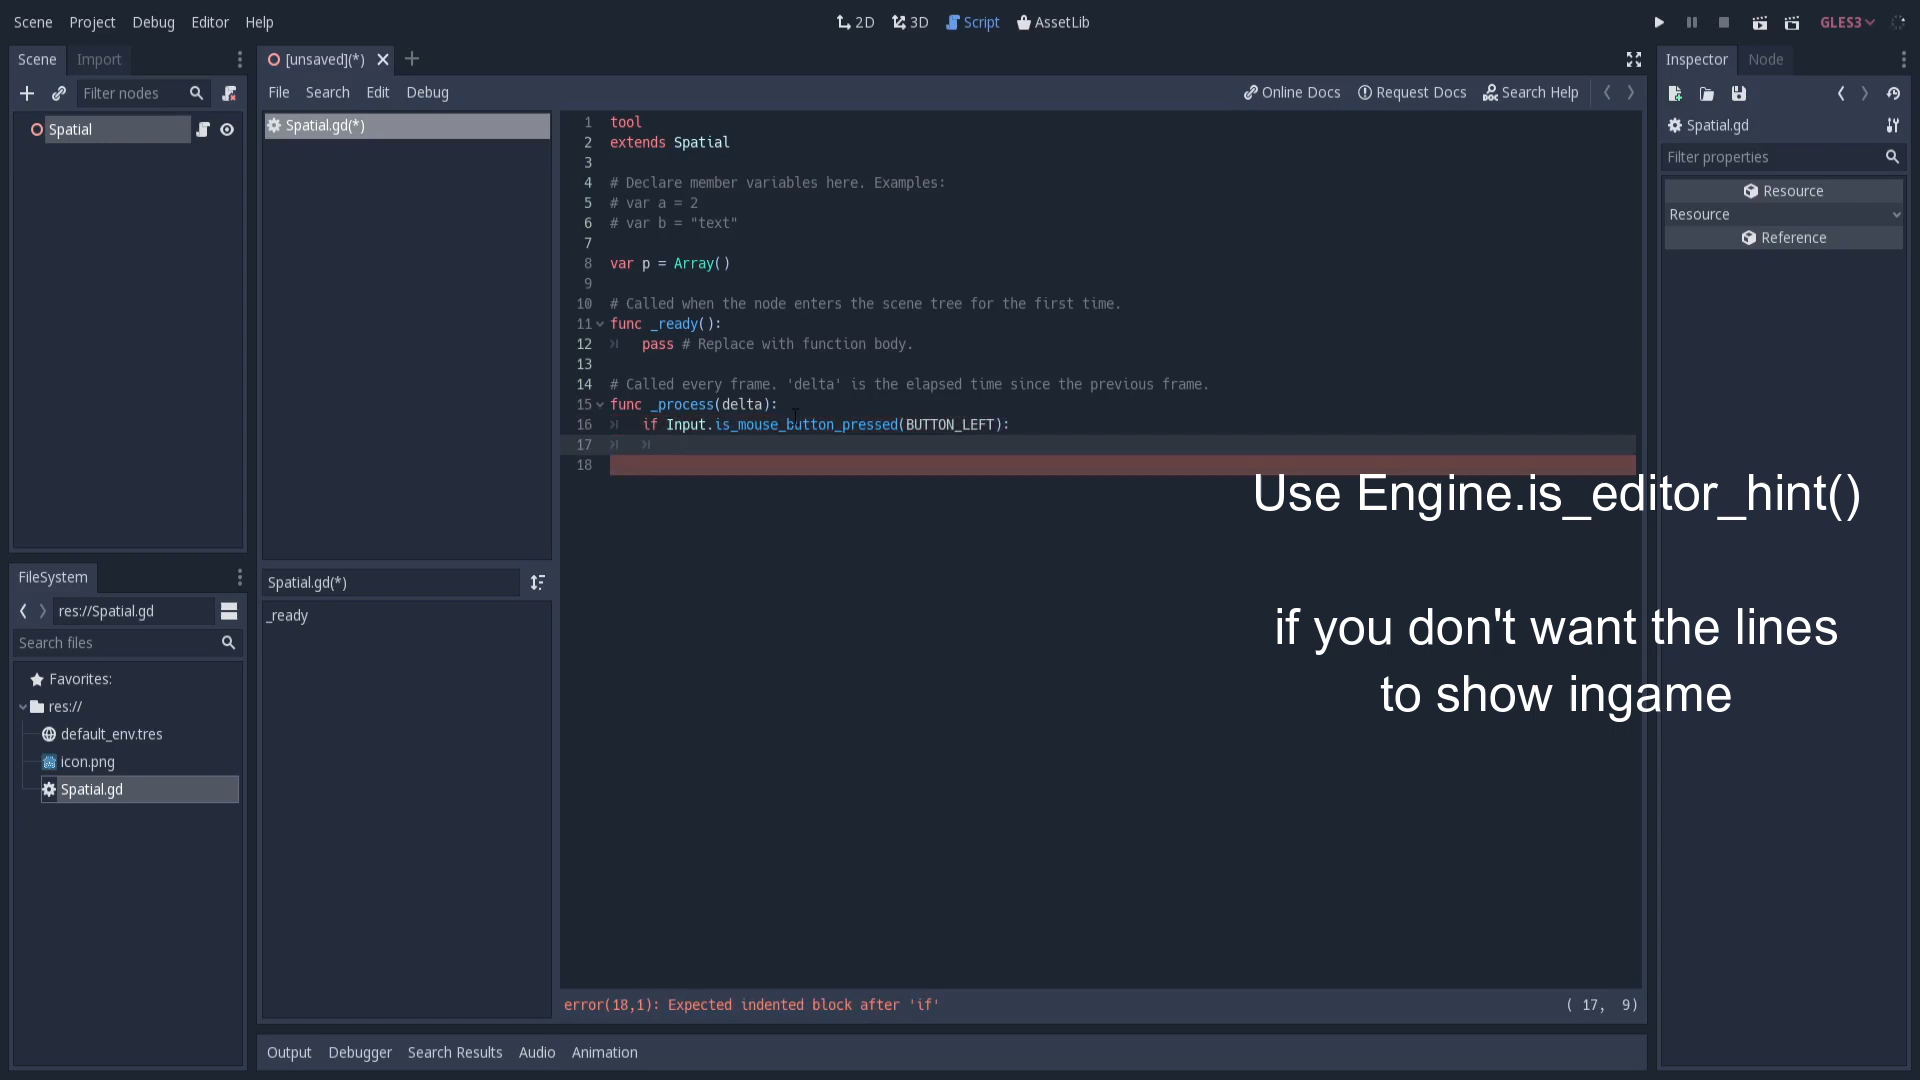 Scene Project Debug Editor Help
2D 3D Script AssetLib
GLES3
Scene Import
Filter nodes
Spatial
[unsaved](*)
File Search Edit Debug
Online Docs Request Docs Search Help
Spatial.gd(*)
1 tool
2 extends Spatial
3
4 # Declare member variables here. Examples:
5 # var a = 2
6 # var b = "text"
7
8 var p = Array()
9
10 # Called when the node enters the scene tree for the first time.
11 func _ready():
12 pass # Replace with function body.
13
14 # Called every frame. 'delta' is the elapsed time since the previous frame.
15 func _process(delta):
16 if Input.is_mouse_button_pressed(BUTTON_LEFT):
17
18
Use Engine.is_editor_hint()
if you don't want the lines
to show ingame
Spatial.gd(*)
_ready
error(18,1): Expected indented block after 'if'
( 17, 9)
Output Debugger Search Results Audio Animation
FileSystem
res://Spatial.gd
Search files
Favorites:
res://
default_env.tres
icon.png
Spatial.gd
Inspector Node
Spatial.gd
Filter properties
Resource
Resource
Reference